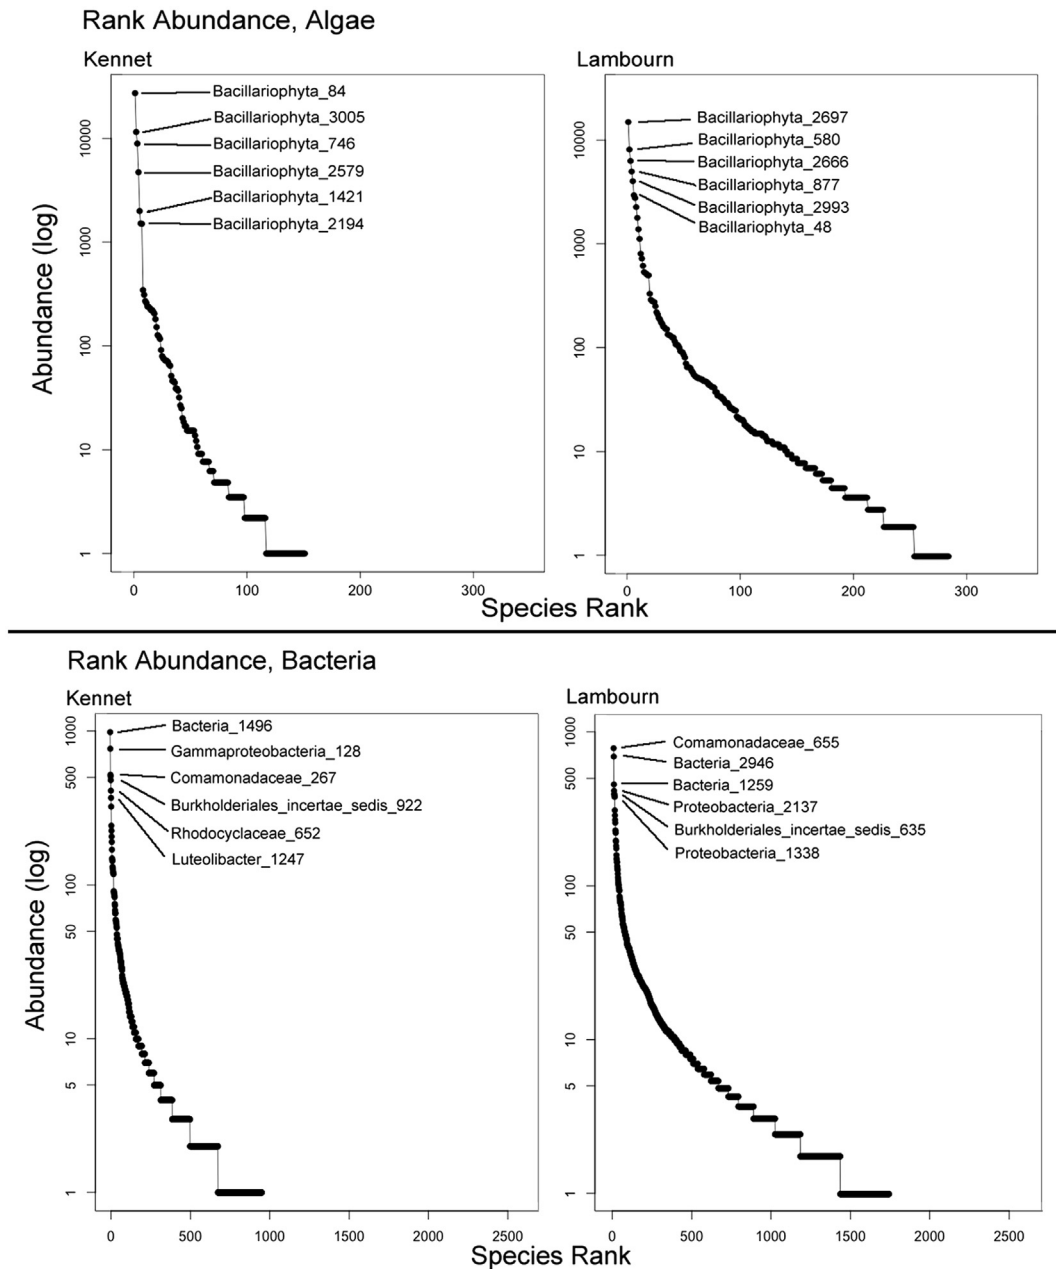 Rank Abundance, Algae
Kennet
Lambourn
Abundance (log)
10000
1000
100
10
1
Bacillariophyta_84
Bacillariophyta_3005
Bacillariophyta_746
Bacillariophyta_2579
Bacillariophyta_1421
Bacillariophyta_2194
0 100 200 300
10000
1000
100
10
1
Bacillariophyta_2697
Bacillariophyta_580
Bacillariophyta_2666
Bacillariophyta_877
Bacillariophyta_2993
Bacillariophyta_48
0 100 200 300
Species Rank
Rank Abundance, Bacteria
Kennet
Lambourn
Abundance (log)
1000
500
100
50
10
5
1
Bacteria_1496
Gammaproteobacteria_128
Comamonadaceae_267
Burkholderiales_incertae_sedis_922
Rhodocyclaceae_652
Luteolibacter_1247
0 500 1000 1500 2000 2500
1000
500
100
50
10
5
1
Comamonadaceae_655
Bacteria_2946
Bacteria_1259
Proteobacteria_2137
Burkholderiales_incertae_sedis_635
Proteobacteria_1338
0 500 1000 1500 2000 2500
Species Rank